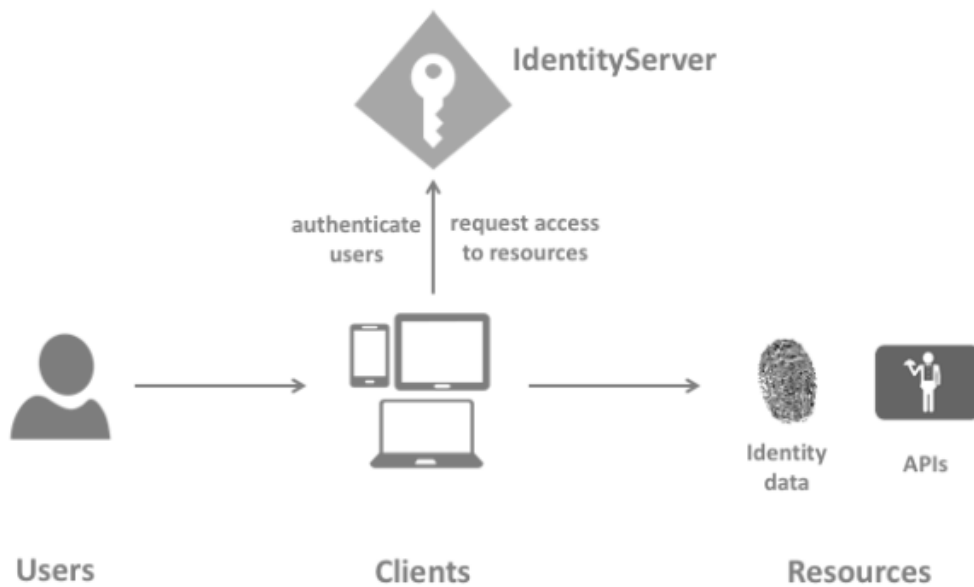 IdentityServer
authenticate
users
request access
to resources
Identity
data
APIs
Users
Clients
Resources